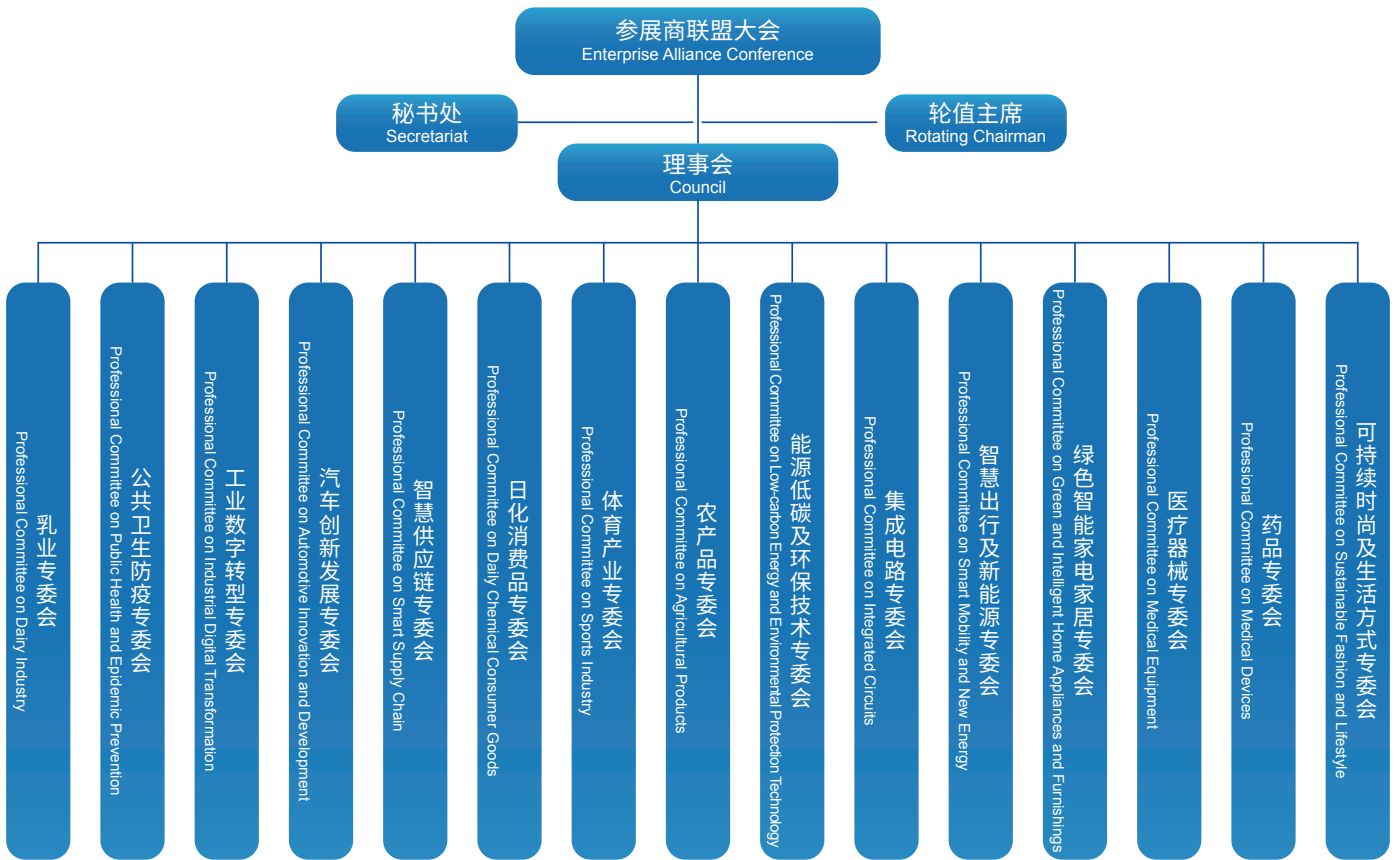 参展商联盟大会
Enterprise Alliance Conference
秘书处
Secretariat
轮值主席
Rotating Chairman
理事会
Council
乳业专委会
Professional Committee on Dairy Industry
公共卫生防疫专委会
Professional Committee on Public Health and Epidemic Prevention
工业数字转型专委会
Professional Committee on Industrial Digital Transformation
汽车创新发展专委会
Professional Committee on Automotive Innovation and Development
智慧供应链专委会
Professional Committee on Smart Supply Chain
日化消费品专委会
Professional Committee on Daily Chemical Consumer Goods
体育产业专委会
Professional Committee on Sports Industry
农产品专委会
Professional Committee on Agricultural Products
能源低碳及环保技术专委会
Professional Committee on Low-carbon Energy and Environmental Protection Technology
集成电路专委会
Professional Committee on Integrated Circuits
智慧出行及新能源专委会
Professional Committee on Smart Mobility and New Energy
绿色智能家电家居专委会
Professional Committee on Green and Intelligent Home Appliances and Furnishings
医疗器械专委会
Professional Committee on Medical Equipment
药品专委会
Professional Committee on Medical Devices
可持续时尚及生活方式专委会
Professional Committee on Sustainable Fashion and Lifestyle